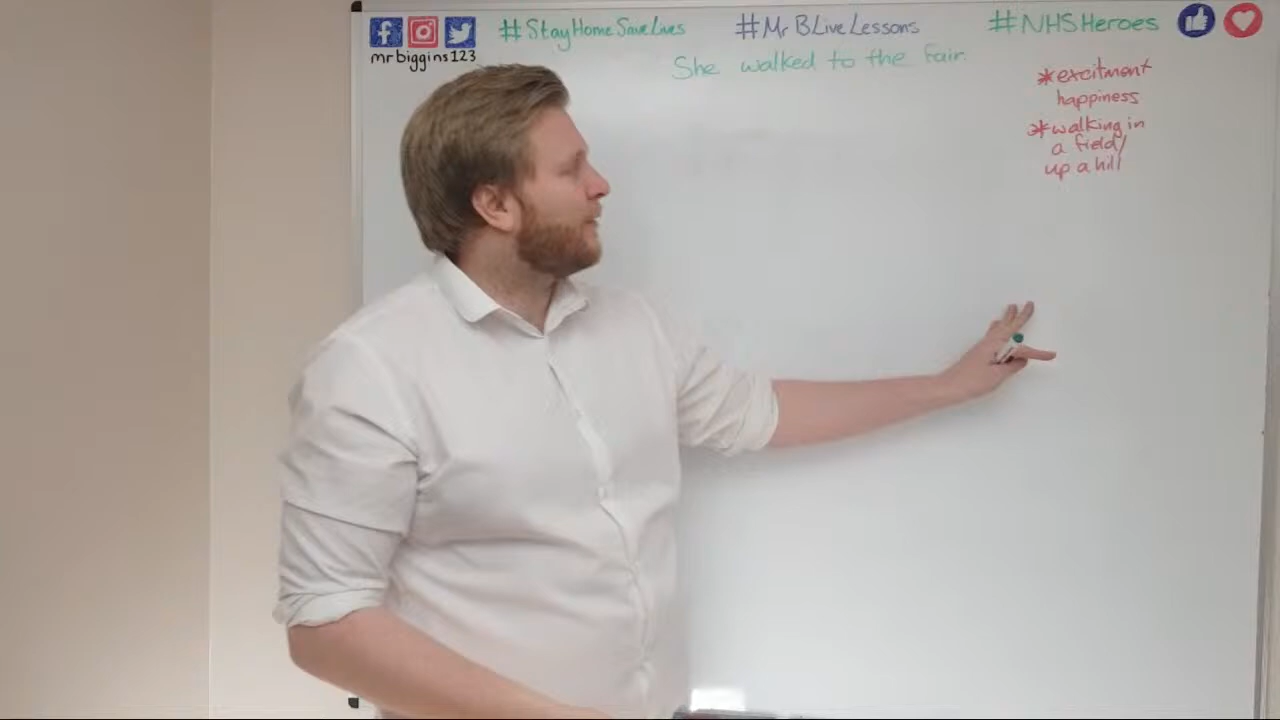 #StayHomeSaveLives #MrBLiveLessons #NHSHeroes
mrbiggins123
She walked to the fair.
*excitment
happiness
*walking in
a field/
up a hill